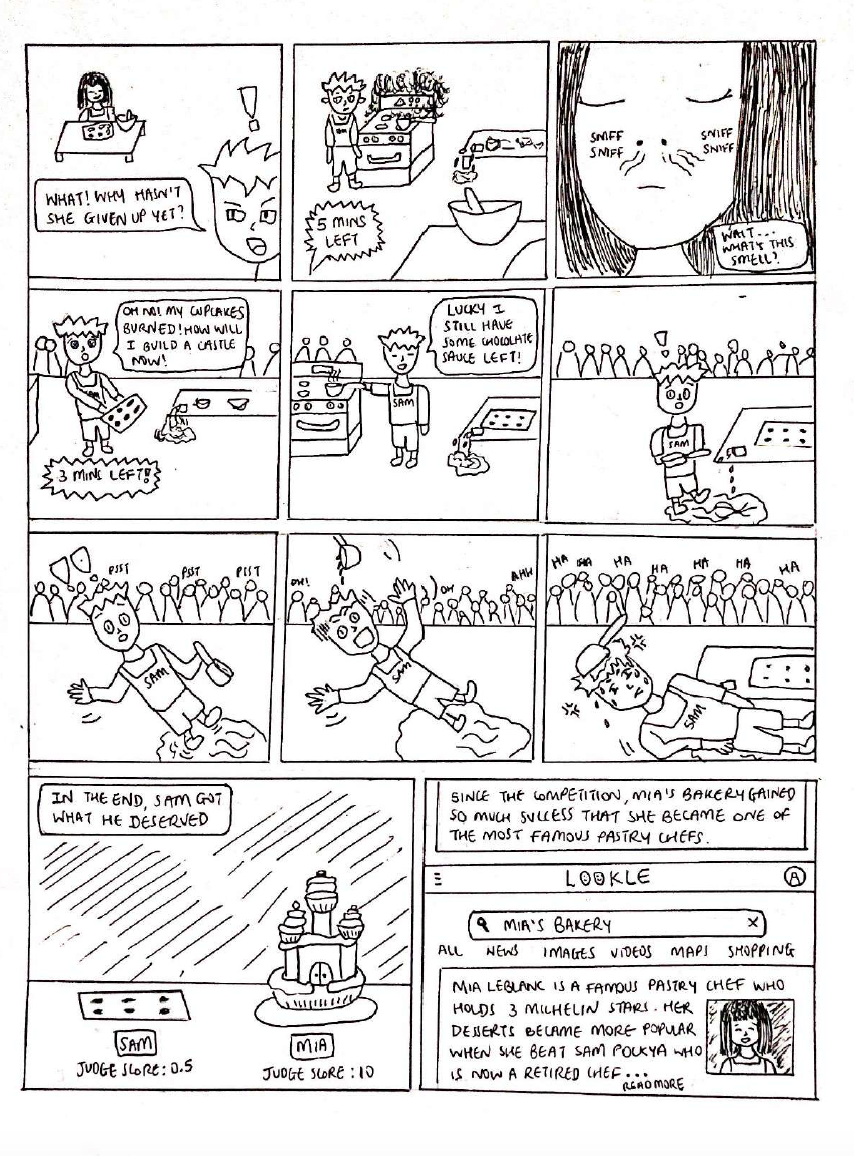 WHAT! WHY HASN'T
SHE GIVEN UP YET?
SAM
5 MINS
LEFT
SNIFF
SNIFF
SNIFF
SNIFF
WAIT...
WHAT'S THIS
SMELL?
OH NO! MY CUPCAKES
BURNED! HOW WILL
I BUILD A CASTLE
NOW!
SAM
3 MINS LEFT!
LUCKY I
STILL HAVE
SOME CHOCOLATE
SAUCE LEFT!
SAM
SAM
PSST
PSST
PSST
SAM
OH!
OH
AHH
SAM
HA
HA
HA
HA
HA
HA
HA
SAM
IN THE END, SAM GOT
WHAT HE DESERVED
SAM
JUDGE SCORE: 0.5
MIA
JUDGE SCORE: 10
SINCE THE COMPETITION, MIA'S BAKERY GAINED
SO MUCH SUCCESS THAT SHE BECAME ONE OF
THE MOST FAMOUS PASTRY CHEFS.
LOOKLE
A
MIA'S BAKERY
ALL NEWS IMAGES VIDEOS MAPS SHOPPING
MIA LEBLANC IS A FAMOUS PASTRY CHEF WHO
HOLDS 3 MICHELIN STARS. HER
DESSERTS BECAME MORE POPULAR
WHEN SHE BEAT SAM POLKYA WHO
IS NOW A RETIRED CHEF...
READ MORE